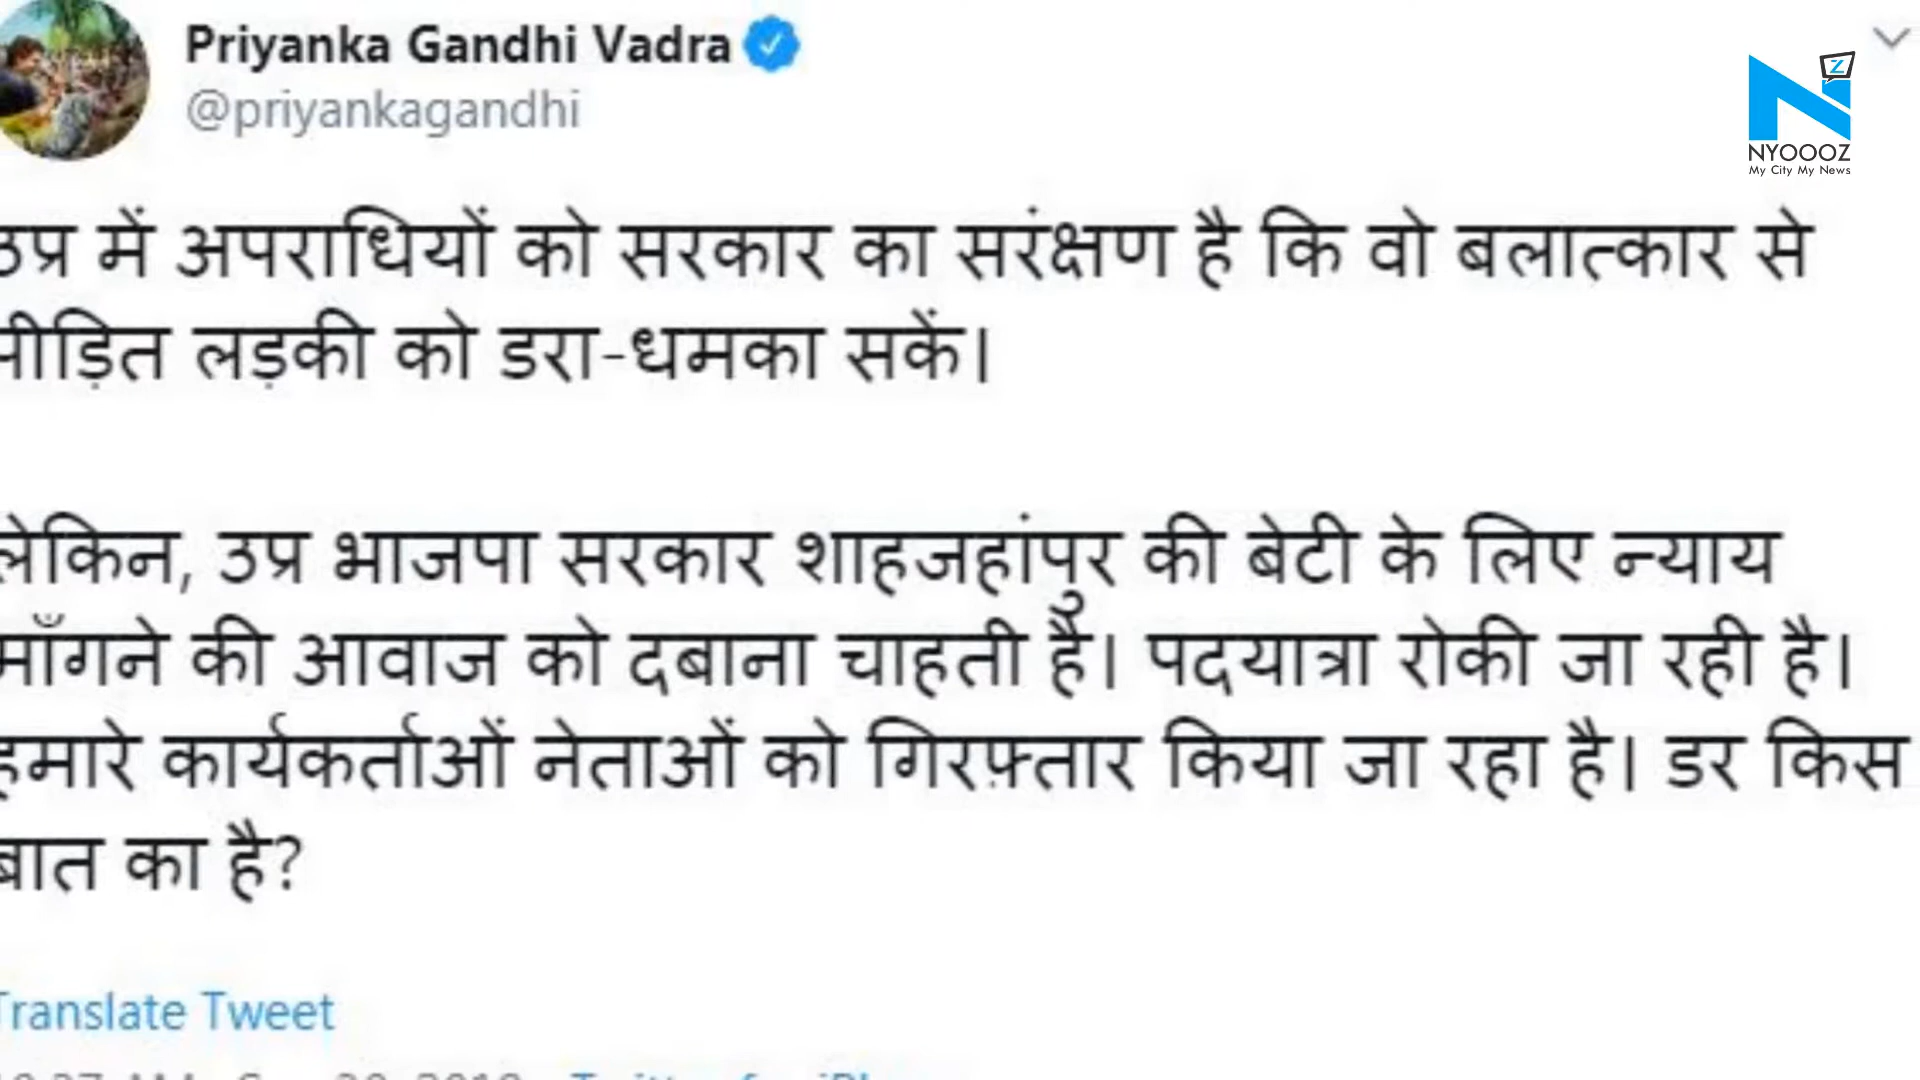 Priyanka Gandhi Vadra
@priyankagandhi
Z
NYOOOZ
My City My News
उप्र में अपराधियों को सरकार का सरंक्षण है कि वो बलात्कार से
पीड़ित लड़की को डरा-धमका सकें।
लेकिन, उप्र भाजपा सरकार शाहजहांपुर की बेटी के लिए न्याय
माँगने की आवाज को दबाना चाहती है। पदयात्रा रोकी जा रही है।
हमारे कार्यकर्ताओं नेताओं को गिरफ़्तार किया जा रहा है। डर किस
बात का है?
Translate Tweet